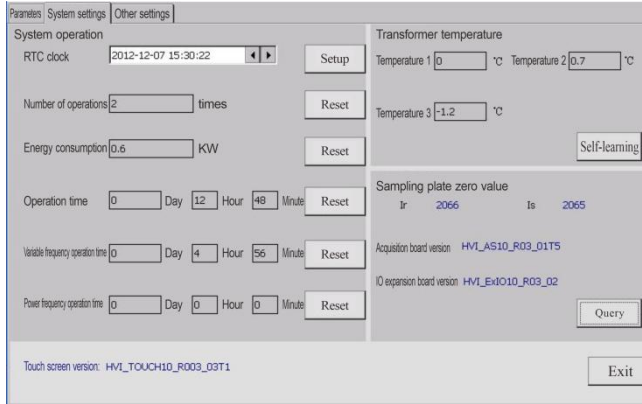 Parameters System settings Other settings
System operation
RTC clock 2012-12-07 15:30:22 Setup
Number of operations 2 times Reset
Energy consumption 0.6 KW Reset
Operation time 0 Day 12 Hour 48 Minute Reset
Variable frequency operation time 0 Day 4 Hour 56 Minute Reset
Power frequency operation time 0 Day 0 Hour 0 Minute Reset
Touch screen version: HVI_TOUCH10_R003_03T1
Transformer temperature
Temperature 1 0 °C Temperature 2 0.7 °C
Temperature 3 -1.2 °C
Self-learning
Sampling plate zero value
Ir 2066 Is 2065
Acquisition board version HVI_AS10_R03_01T5
IO expansion board version HVI_ExIO10_R03_02
Query
Exit